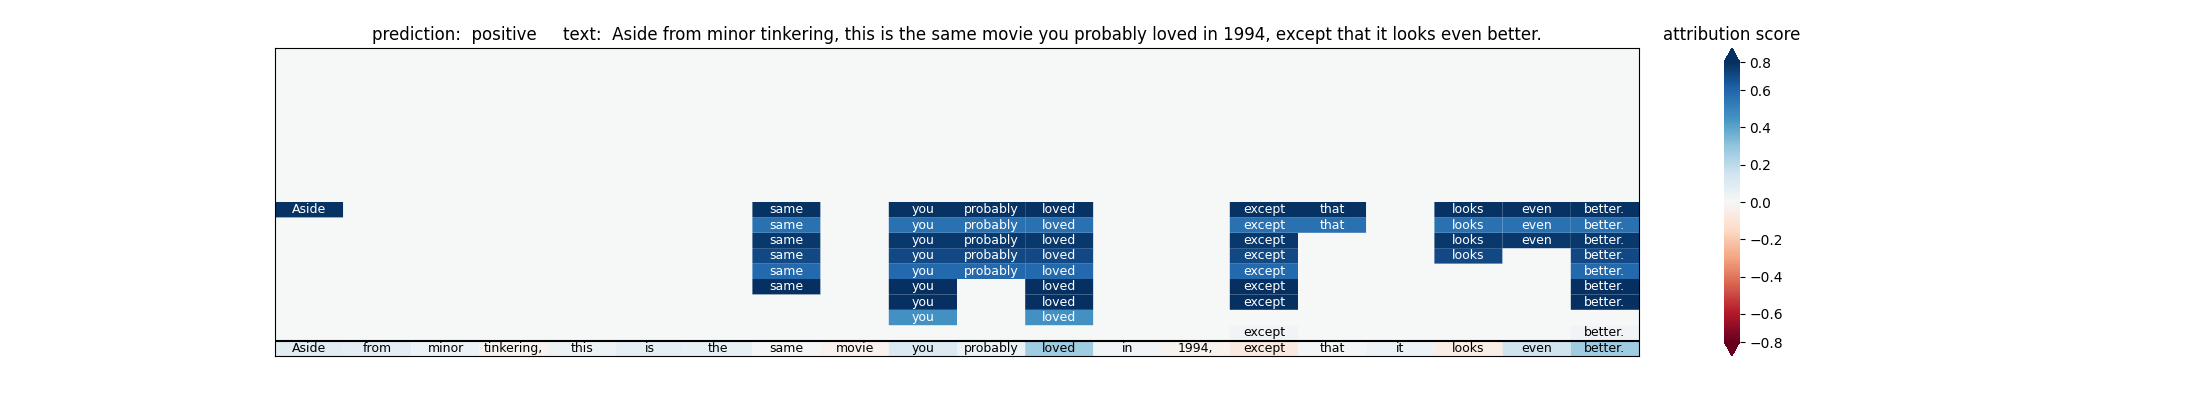 prediction: positive text: Aside from minor tinkering, this is the same movie you probably loved in 1994, except that it looks even better.
attribution score
Aside same you probably loved except that looks even better.
same you probably loved except that looks even better.
same you probably loved except looks even better.
same you probably loved except looks better.
same you probably loved except better.
same you loved except better.
you loved except better.
you loved
except better.
Aside from minor tinkering, this is the same movie you probably loved in 1994, except that it looks even better.
0.8
0.6
0.4
0.2
0.0
−0.2
−0.4
−0.6
−0.8